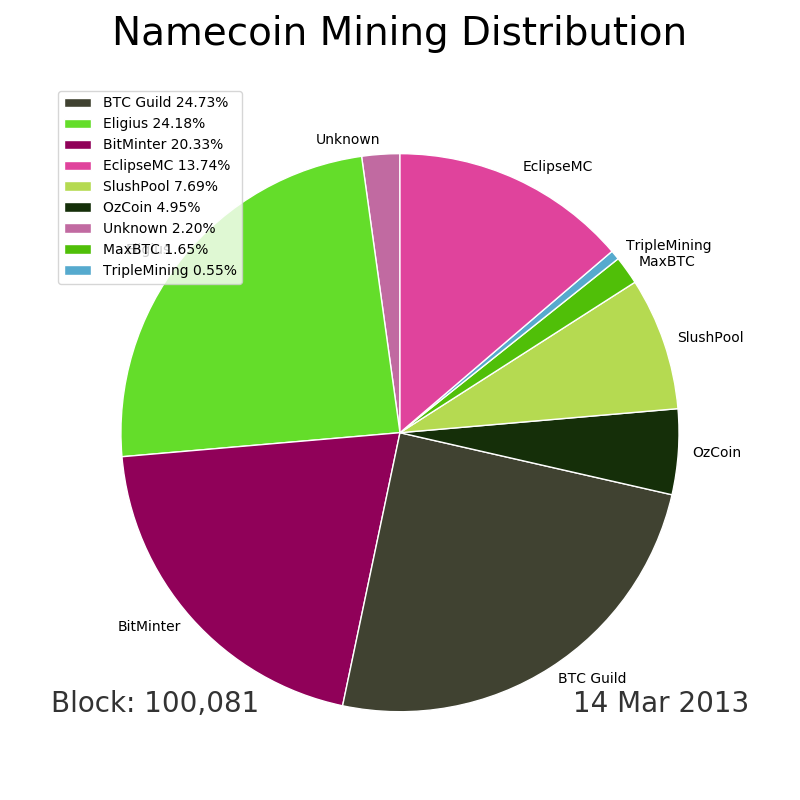 Namecoin Mining Distribution
BTC Guild 24.73%
Eligius 24.18%
BitMinter 20.33%
EclipseMC 13.74%
SlushPool 7.69%
OzCoin 4.95%
Unknown 2.20%
MaxBTC 1.65%
TripleMining 0.55%
Unknown
EclipseMC
TripleMining
MaxBTC
Eligius
SlushPool
OzCoin
BitMinter
BTC Guild
Block: 100,081
14 Mar 2013